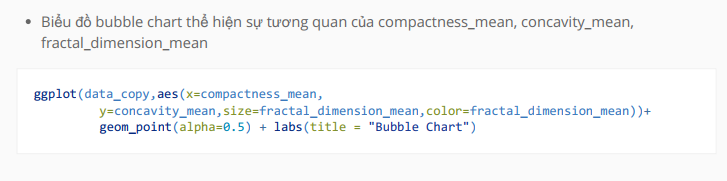 • Biểu đồ bubble chart thể hiện sự tương quan của compactness_mean, concavity_mean,
fractal_dimension_mean
ggplot(data_copy,aes(x=compactness_mean,
y=concavity_mean,size=fractal_dimension_mean,color=fractal_dimension_mean))+
geom_point(alpha=0.5) + labs(title = "Bubble Chart")